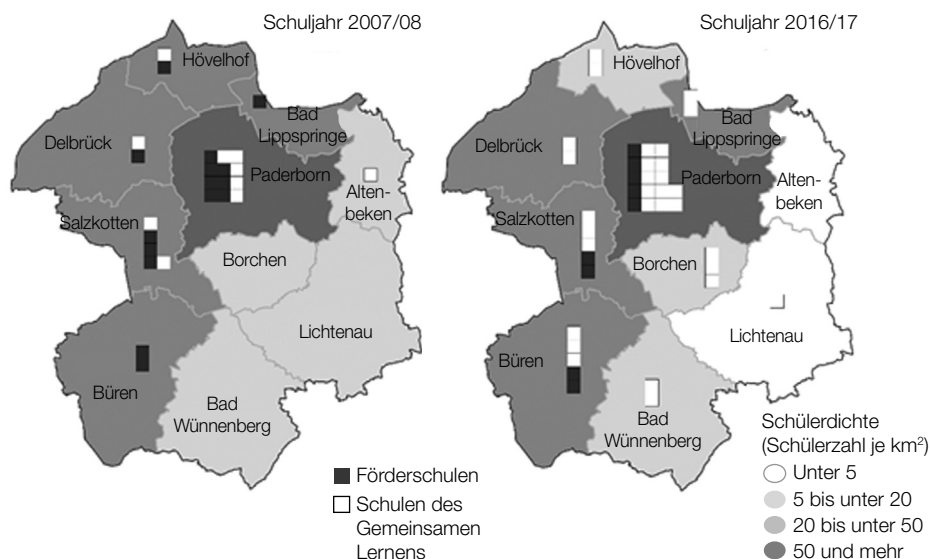 Schuljahr 2007/08
Hövelhof
Bad
Lippspringe
Delbrück
Paderborn
Alten-
beken
Salzkotten
Borchen
Lichtenau
Büren
Bad
Wünnenberg
Förderschulen
Schulen des
Gemeinsamen
Lernens
Schuljahr 2016/17
Hövelhof
Bad
Lippspringe
Delbrück
Paderborn
Alten-
beken
Salzkotten
Borchen
Lichtenau
Büren
Bad
Wünnenberg
Schülerdichte
(Schülerzahl je km²)
Unter 5
5 bis unter 20
20 bis unter 50
50 und mehr